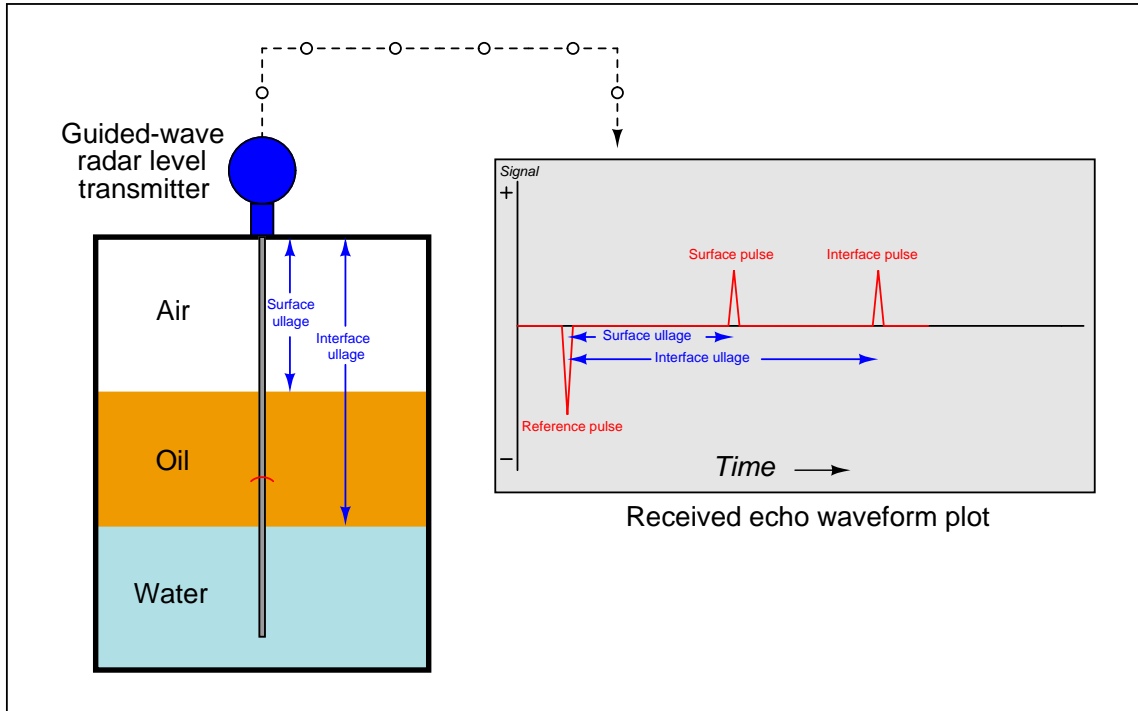 Guided-wave
radar level
transmitter
Air
Surface
ullage
Interface
ullage
Oil
Water
Signal
+
Surface pulse
Interface pulse
Surface ullage
Interface ullage
Reference pulse
−
Time
Received echo waveform plot